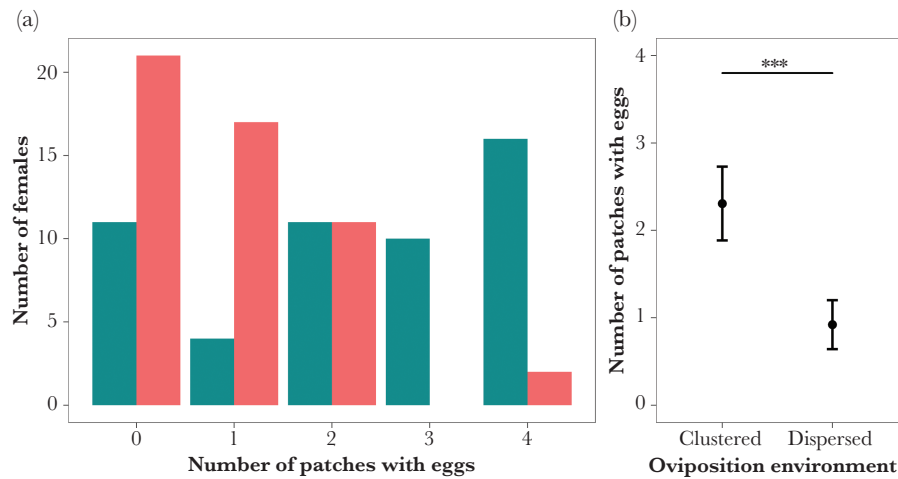 (a)
Number of females
20
15
10
5
0
0 1 2 3 4
Number of patches with eggs
(b)
Number of patches with eggs
4
3
2
1
0
***
Clustered Dispersed
Oviposition environment